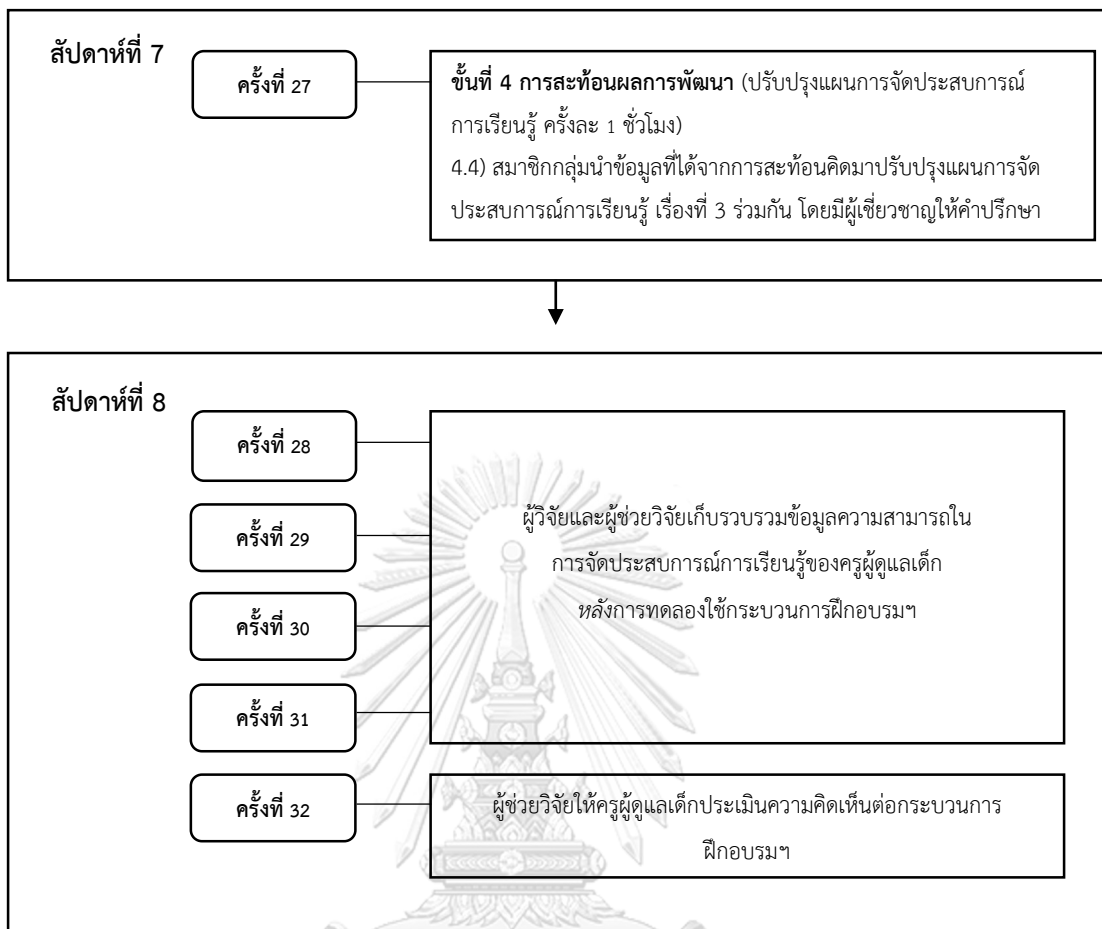 สัปดาห์ที่ 7
ครั้งที่ 27
ขั้นที่ 4 การสะท้อนผลการพัฒนา (ปรับปรุงแผนการจัดประสบการณ์
การเรียนรู้ ครั้งละ 1 ชั่วโมง)
4.4) สมาชิกกลุ่มนำข้อมูลที่ได้จากการสะท้อนคิดมาปรับปรุงแผนการจัด
ประสบการณ์การเรียนรู้ เรื่องที่ 3 ร่วมกัน โดยมีผู้เชี่ยวชาญให้คำปรึกษา
สัปดาห์ที่ 8
ครั้งที่ 28
ครั้งที่ 29
ครั้งที่ 30
ครั้งที่ 31
ผู้วิจัยและผู้ช่วยวิจัยเก็บรวบรวมข้อมูลความสามารถใน
การจัดประสบการณ์การเรียนรู้ของครูผู้ดูแลเด็ก
หลังการทดลองใช้กระบวนการฝึกอบรมฯ
ครั้งที่ 32
ผู้ช่วยวิจัยให้ครูผู้ดูแลเด็กประเมินความคิดเห็นต่อกระบวนการ
ฝึกอบรมฯ